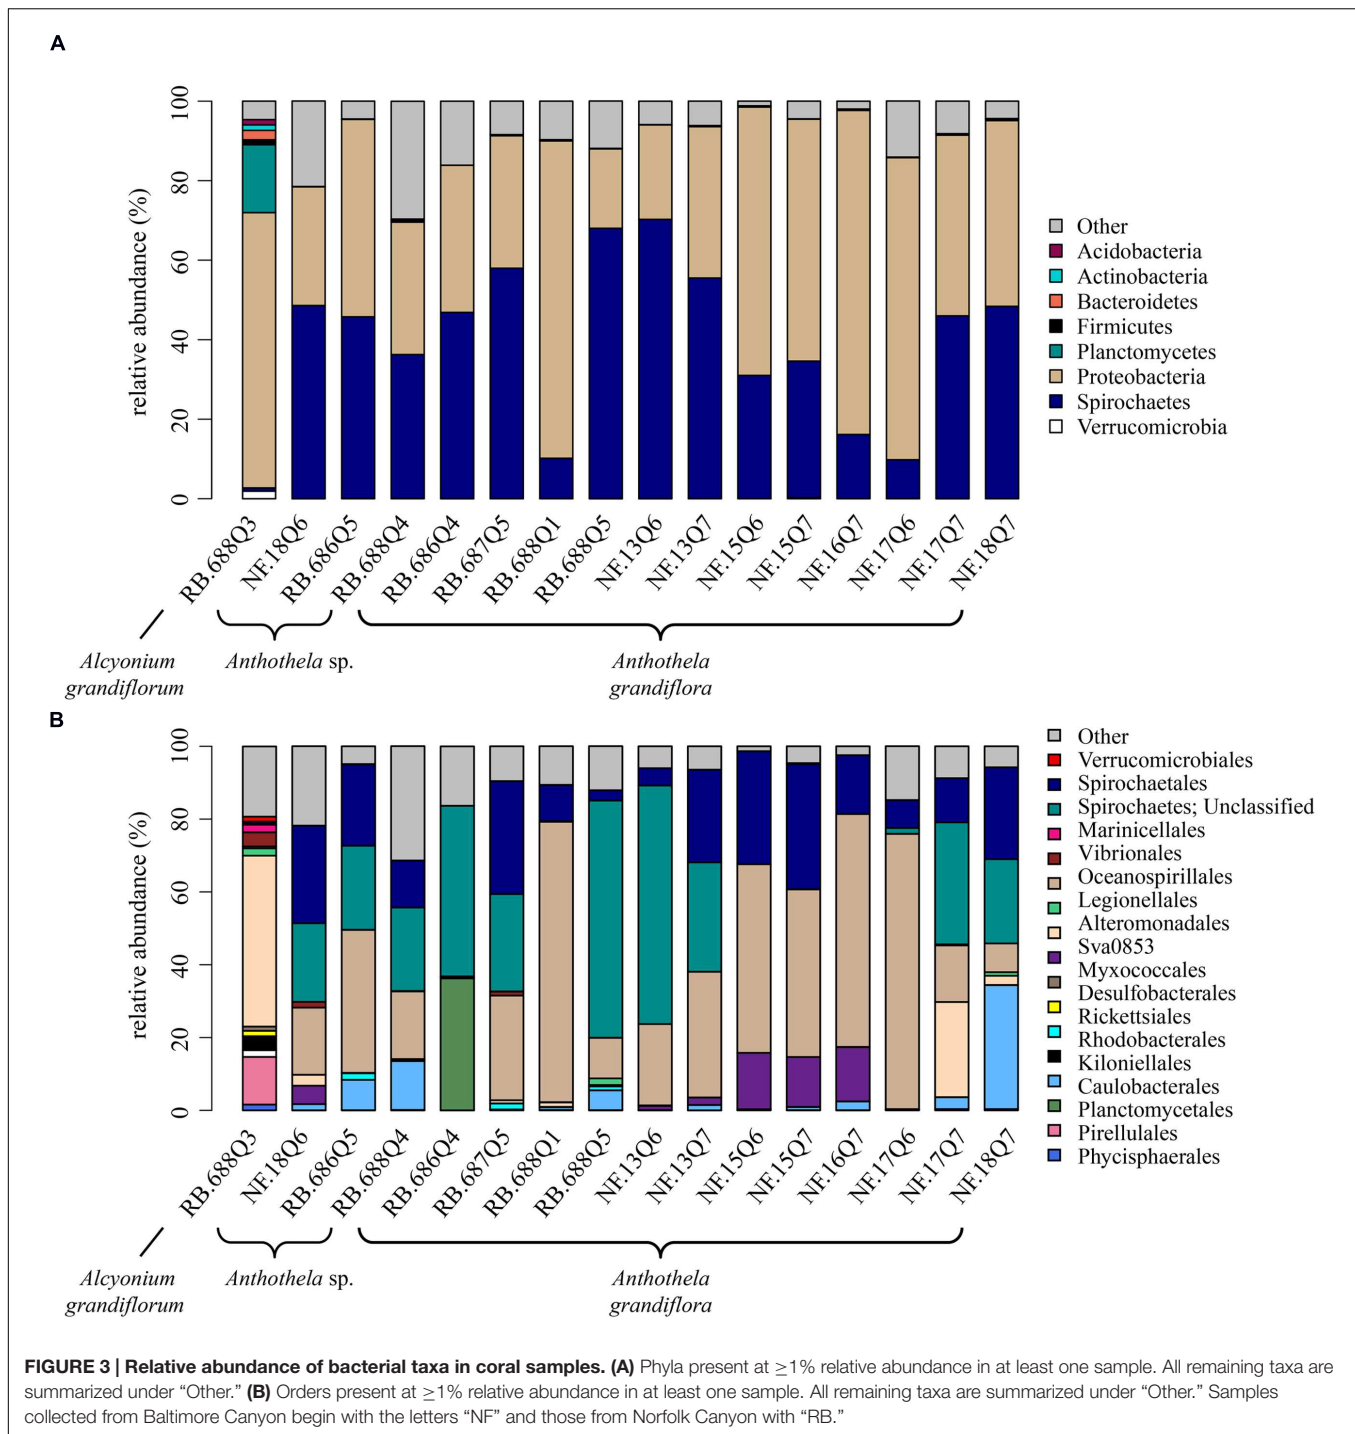 A
relative abundance (%)
100
80
60
40
20
0
Other
Acidobacteria
Actinobacteria
Bacteroidetes
Firmicutes
Planctomycetes
Proteobacteria
Spirochaetes
Verrucomicrobia
RB.688Q3
NF.18Q6
RB.686Q5
RB.688Q4
RB.686Q4
RB.687Q5
RB.688Q1
RB.688Q5
NF.13Q6
NF.13Q7
NF.15Q6
NF.15Q7
NF.16Q7
NF.17Q6
NF.17Q7
NF.18Q7
Alcyonium
grandiflorum
Anthothela sp.
Anthothela
grandiflora
B
relative abundance (%)
100
80
60
40
20
0
Other
Verrucomicrobiales
Spirochaetales
Spirochaetes; Unclassified
Marinicellales
Vibrionales
Oceanospirillales
Legionellales
Alteromonadales
Sva0853
Myxococcales
Desulfobacterales
Rickettsiales
Rhodobacterales
Kiloniellales
Caulobacterales
Planctomycetales
Pirellulales
Phycisphaerales
RB.688Q3
NF.18Q6
RB.686Q5
RB.688Q4
RB.686Q4
RB.687Q5
RB.688Q1
RB.688Q5
NF.13Q6
NF.13Q7
NF.15Q6
NF.15Q7
NF.16Q7
NF.17Q6
NF.17Q7
NF.18Q7
Alcyonium
grandiflorum
Anthothela sp.
Anthothela
grandiflora
FIGURE 3 | Relative abundance of bacterial taxa in coral samples. (A) Phyla present at ≥1% relative abundance in at least one sample. All remaining taxa are
summarized under “Other.” (B) Orders present at ≥1% relative abundance in at least one sample. All remaining taxa are summarized under “Other.” Samples
collected from Baltimore Canyon begin with the letters “NF” and those from Norfolk Canyon with “RB.”